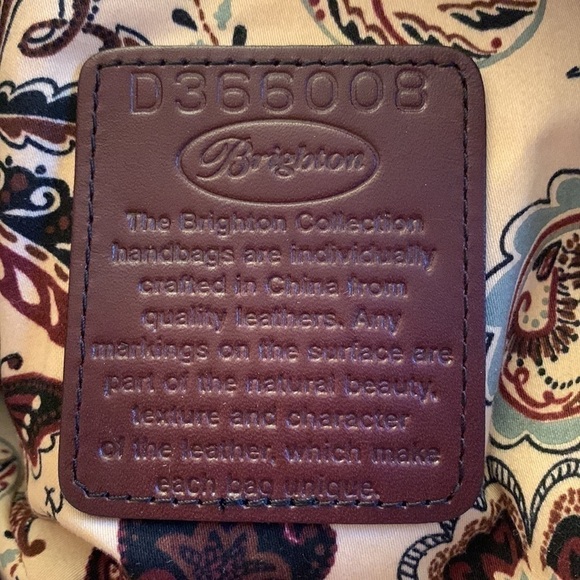 D366008
Brighton
The Brighton Collection
handbags are individually
crafted in China from
quality leathers. Any
markings on the surface are
part of the natural beauty,
texture and character
of the leather, which make
each bag unique.